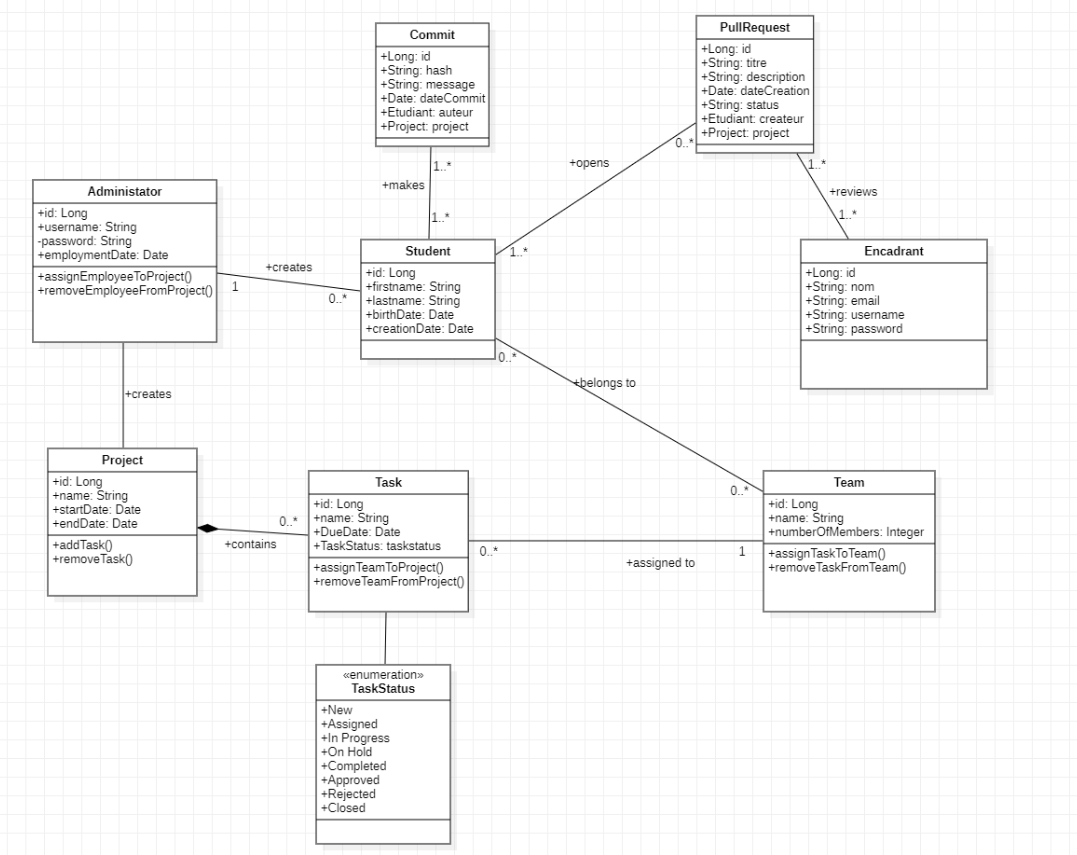 Commit
+Long: id
+String: hash
+String: message
+Date: dateCommit
+Etudiant: auteur
+Project: project
PullRequest
+Long: id
+String: titre
+String: description
+Date: dateCreation
+String: status
+Etudiant: createur
+Project: project
1..*
+makes
1..*
+opens
0..*
1..*
1..*
+reviews
1..*
Administator
+id: Long
+username: String
-password: String
+employmentDate: Date
+assignEmployeeToProject()
+removeEmployeeFromProject()
+creates
1
0..*
Student
+id: Long
+firstname: String
+lastname: String
+birthDate: Date
+creationDate: Date
Encadrant
+Long: id
+String: nom
+String: email
+String: username
+String: password
0..*
+belongs to
0..*
+creates
Project
+id: Long
+name: String
+startDate: Date
+endDate: Date
+addTask()
+removeTask()
0..*
+contains
Task
+id: Long
+name: String
+DueDate: Date
+TaskStatus: taskstatus
+assignTeamToProject()
+removeTeamFromProject()
0..*
1
+assigned to
Team
+id: Long
+name: String
+numberOfMembers: Integer
+assignTaskToTeam()
+removeTaskFromTeam()
«enumeration»
TaskStatus
+New
+Assigned
+In Progress
+On Hold
+Completed
+Approved
+Rejected
+Closed